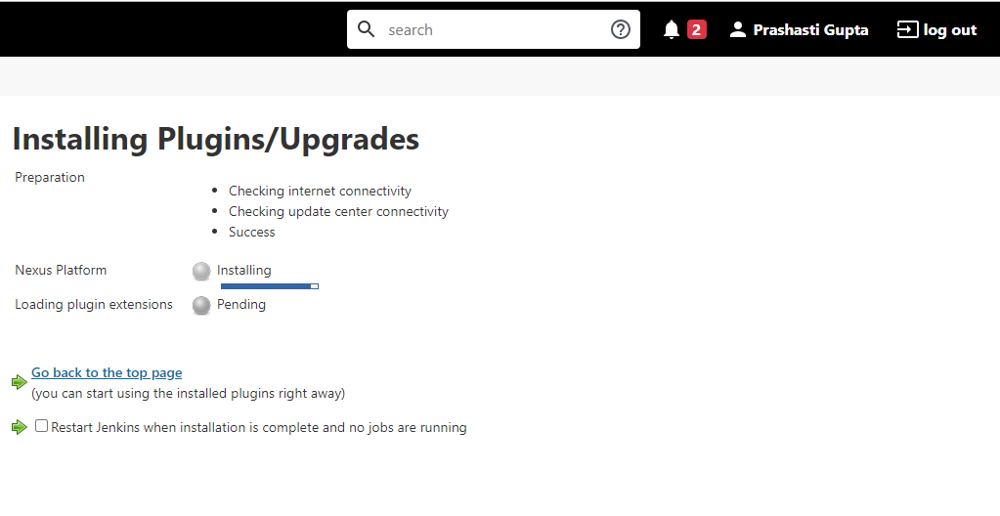 search
2
Prashasti Gupta
log out
Installing Plugins/Upgrades
Preparation
Checking internet connectivity
Checking update center connectivity
Success
Nexus Platform
Installing
Loading plugin extensions
Pending
Go back to the top page
(you can start using the installed plugins right away)
Restart Jenkins when installation is complete and no jobs are running